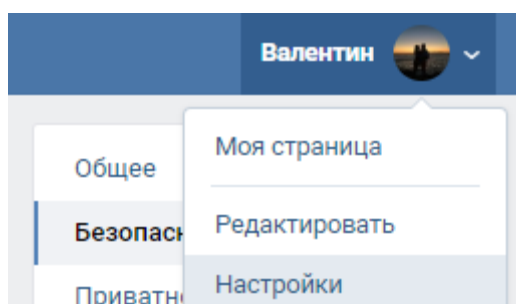 Валентин
Моя страница
Общее
Редактировать
Настройки